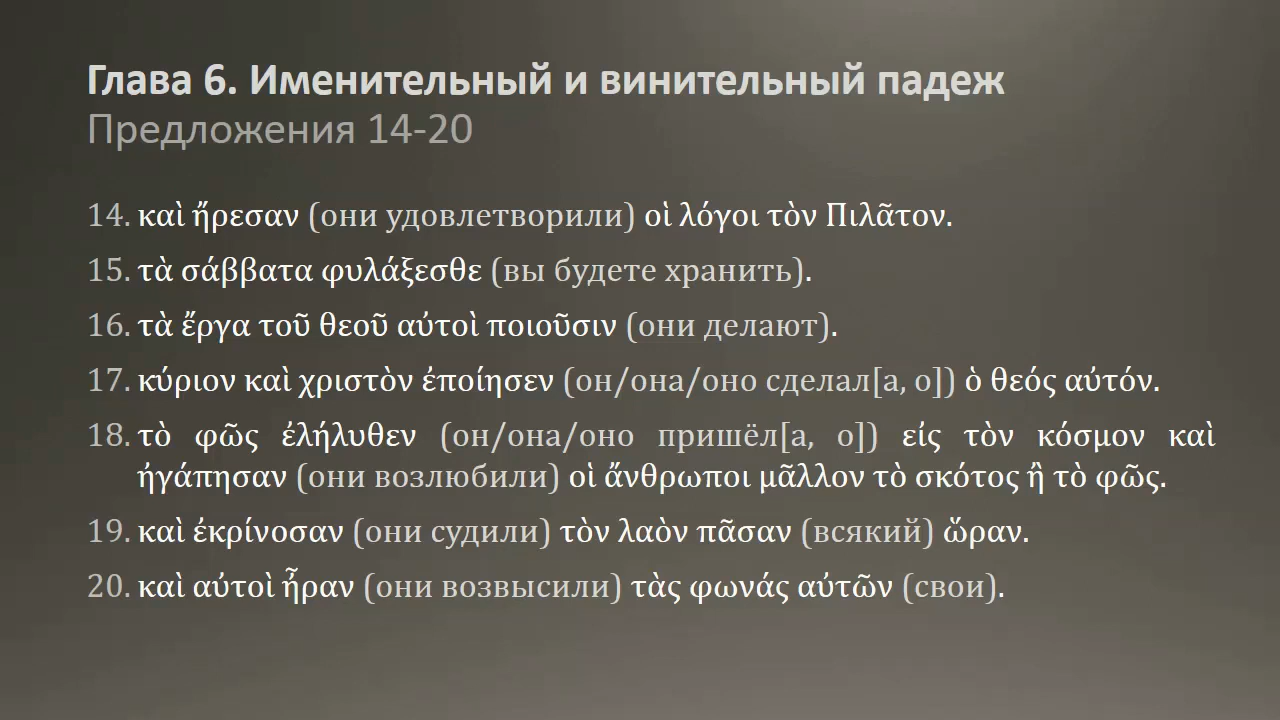 Глава 6. Именительный и винительный падеж
Предложения 14-20
14. καὶ ἤρεσαν (они удовлетворили) οἱ λόγοι τὸν Πιλᾶτον.
15. τὰ σάββατα φυλάξεσθε (вы будете хранить).
16. τὰ ἔργα τοῦ θεοῦ αὐτοὶ ποιοῦσιν (они делают).
17. κύριον καὶ χριστὸν ἐποίησεν (он/она/оно сделал[а, о]) ὁ θεός αὐτόν.
18. τὸ φῶς ἐλήλυθεν (он/она/оно пришёл[а, о]) εἰς τὸν κόσμον καὶ
ἠγάπησαν (они возлюбили) οἱ ἄνθρωποι μᾶλλον τὸ σκότος ἢ τὸ φῶς.
19. καὶ ἐκρίνοσαν (они судили) τὸν λαὸν πᾶσαν (всякий) ὥραν.
20. καὶ αὐτοὶ ἦραν (они возвысили) τὰς φωνάς αὐτῶν (свои).